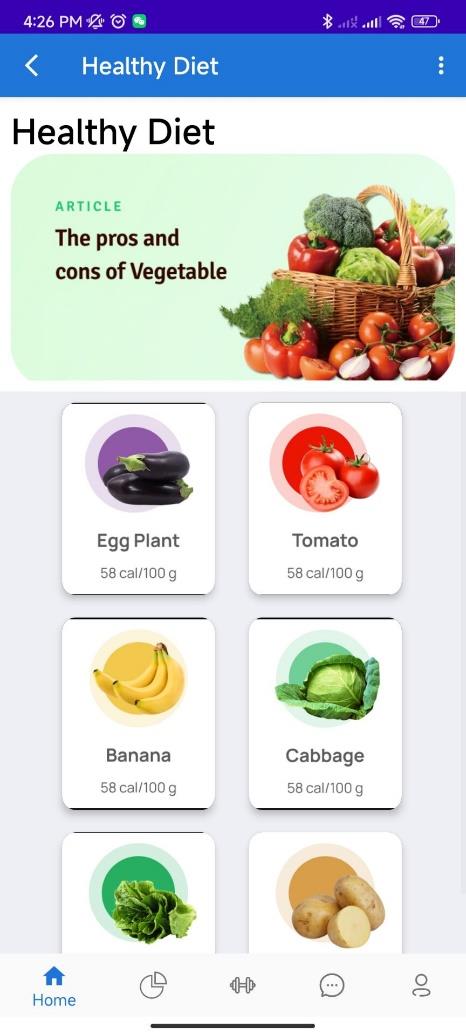 4:26 PM
47
Healthy Diet
Healthy Diet
ARTICLE
The pros and
cons of Vegetable
Egg Plant
58 cal/100 g
Tomato
58 cal/100 g
Banana
58 cal/100 g
Cabbage
58 cal/100 g
Home